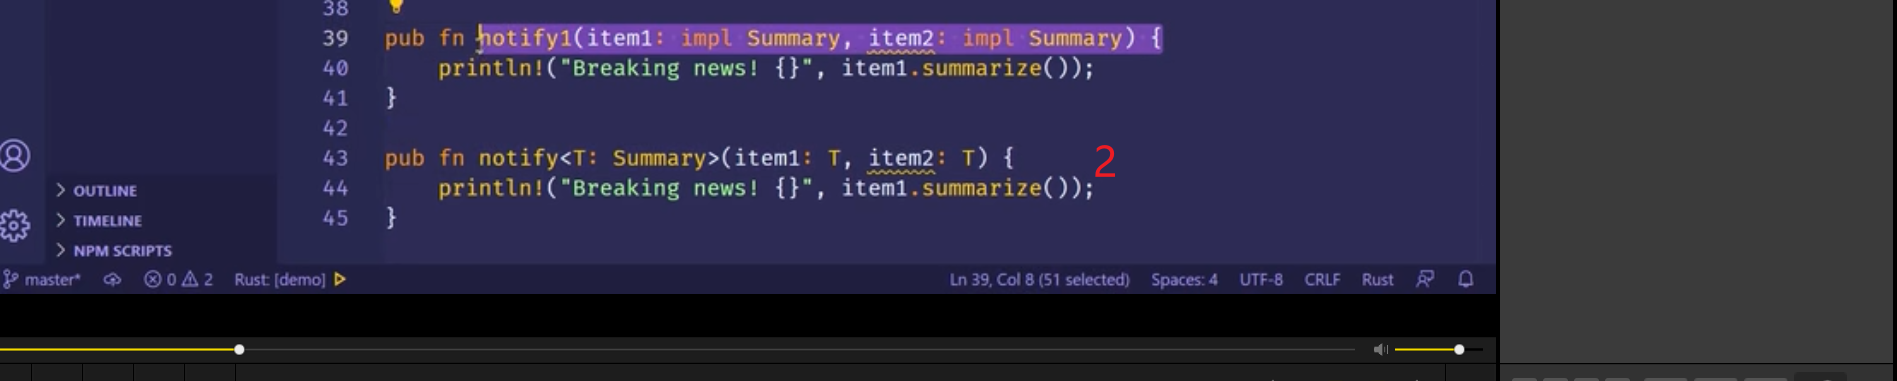 38
39 pub fn notify1(item1: impl Summary, item2: impl Summary) {
40 println!("Breaking news! {}", item1.summarize());
41 }
42
43 pub fn notify<T: Summary>(item1: T, item2: T) { 2
44 println!("Breaking news! {}", item1.summarize());
45 }
OUTLINE
TIMELINE
NPM SCRIPTS
master* 0 2 Rust: [demo] Ln 39, Col 8 (51 selected) Spaces: 4 UTF-8 CRLF Rust